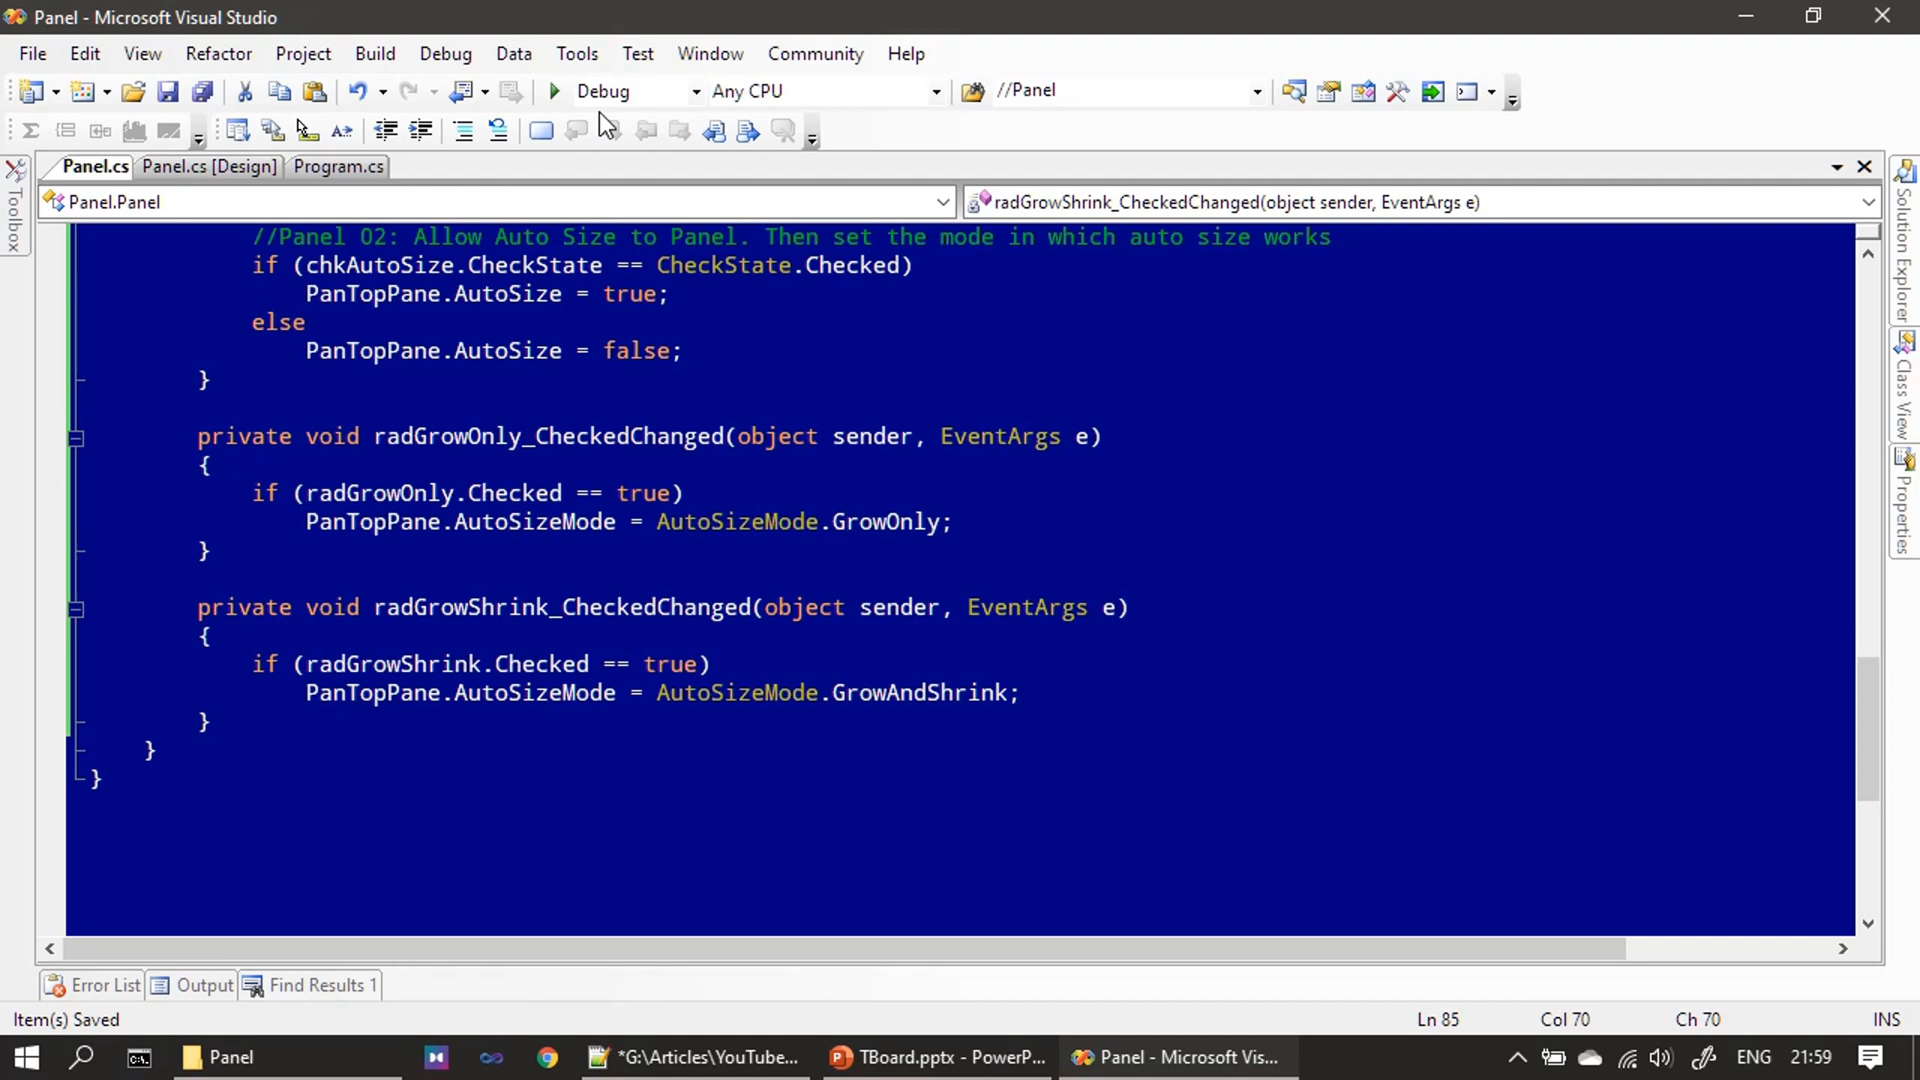 Panel - Microsoft Visual Studio
File Edit View Refactor Project Build Debug Data Tools Test Window Community Help
Debug Any CPU //Panel
Panel.cs Panel.cs [Design] Program.cs
Panel.Panel radGrowShrink_CheckedChanged(object sender, EventArgs e)
Toolbox
//Panel 02: Allow Auto Size to Panel. Then set the mode in which auto size works
if (chkAutoSize.CheckState == CheckState.Checked)
PanTopPane.AutoSize = true;
else
PanTopPane.AutoSize = false;
}
private void radGrowOnly_CheckedChanged(object sender, EventArgs e)
{
if (radGrowOnly.Checked == true)
PanTopPane.AutoSizeMode = AutoSizeMode.GrowOnly;
}
private void radGrowShrink_CheckedChanged(object sender, EventArgs e)
{
if (radGrowShrink.Checked == true)
PanTopPane.AutoSizeMode = AutoSizeMode.GrowAndShrink;
}
}
}
Solution Explorer
Class View
Properties
Error List Output Find Results 1
Item(s) Saved Ln 85 Col 70 Ch 70 INS
Panel *G:\Articles\YouTube... TBoard.pptx - PowerP... Panel - Microsoft Vis... ENG 21:59